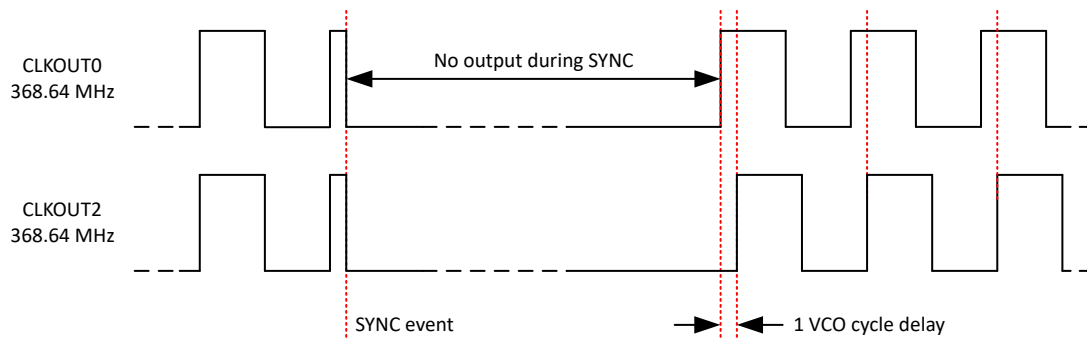 CLKOUT0
368.64 MHz
No output during SYNC
CLKOUT2
368.64 MHz
SYNC event
1 VCO cycle delay